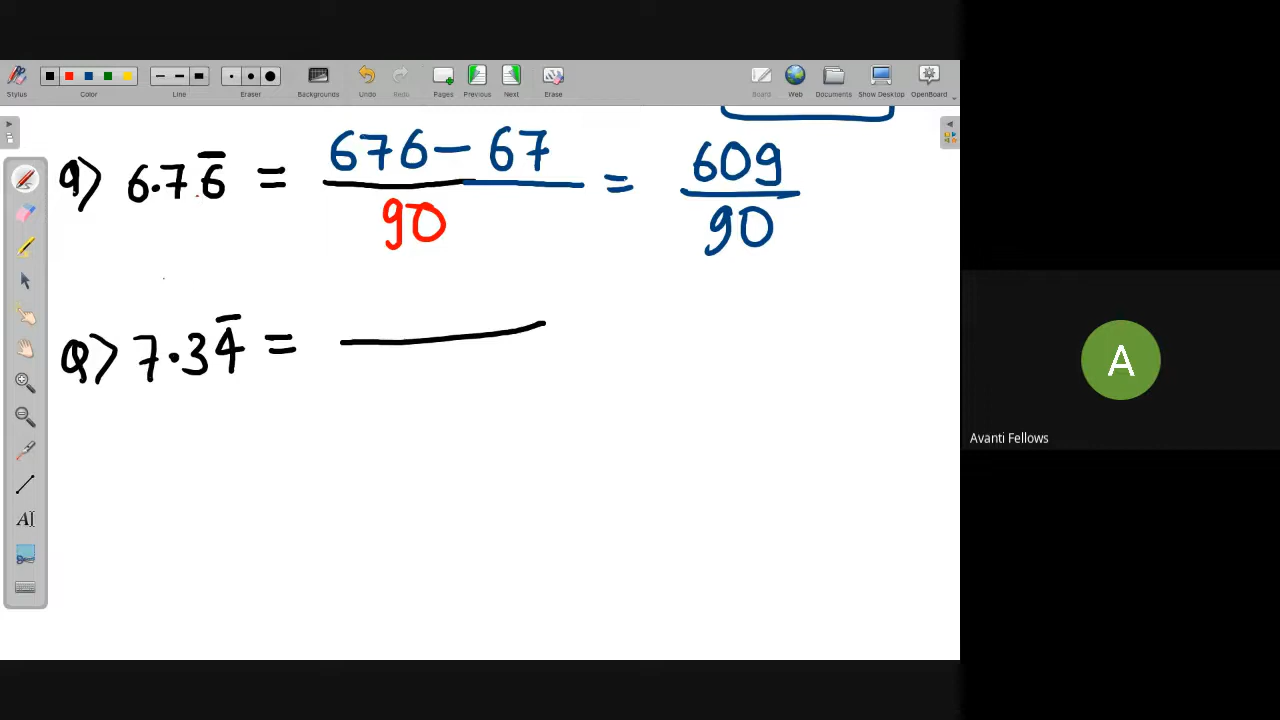 Stylus Color Line Eraser Backgrounds Undo Redo Pages Previous Next Erase Board Web Documents Show Desktop OpenBoard
Q> 6.76̅ = 676 − 67 / 90 = 609 / 90
Q> 7.34̅ =
A
Avanti Fellows